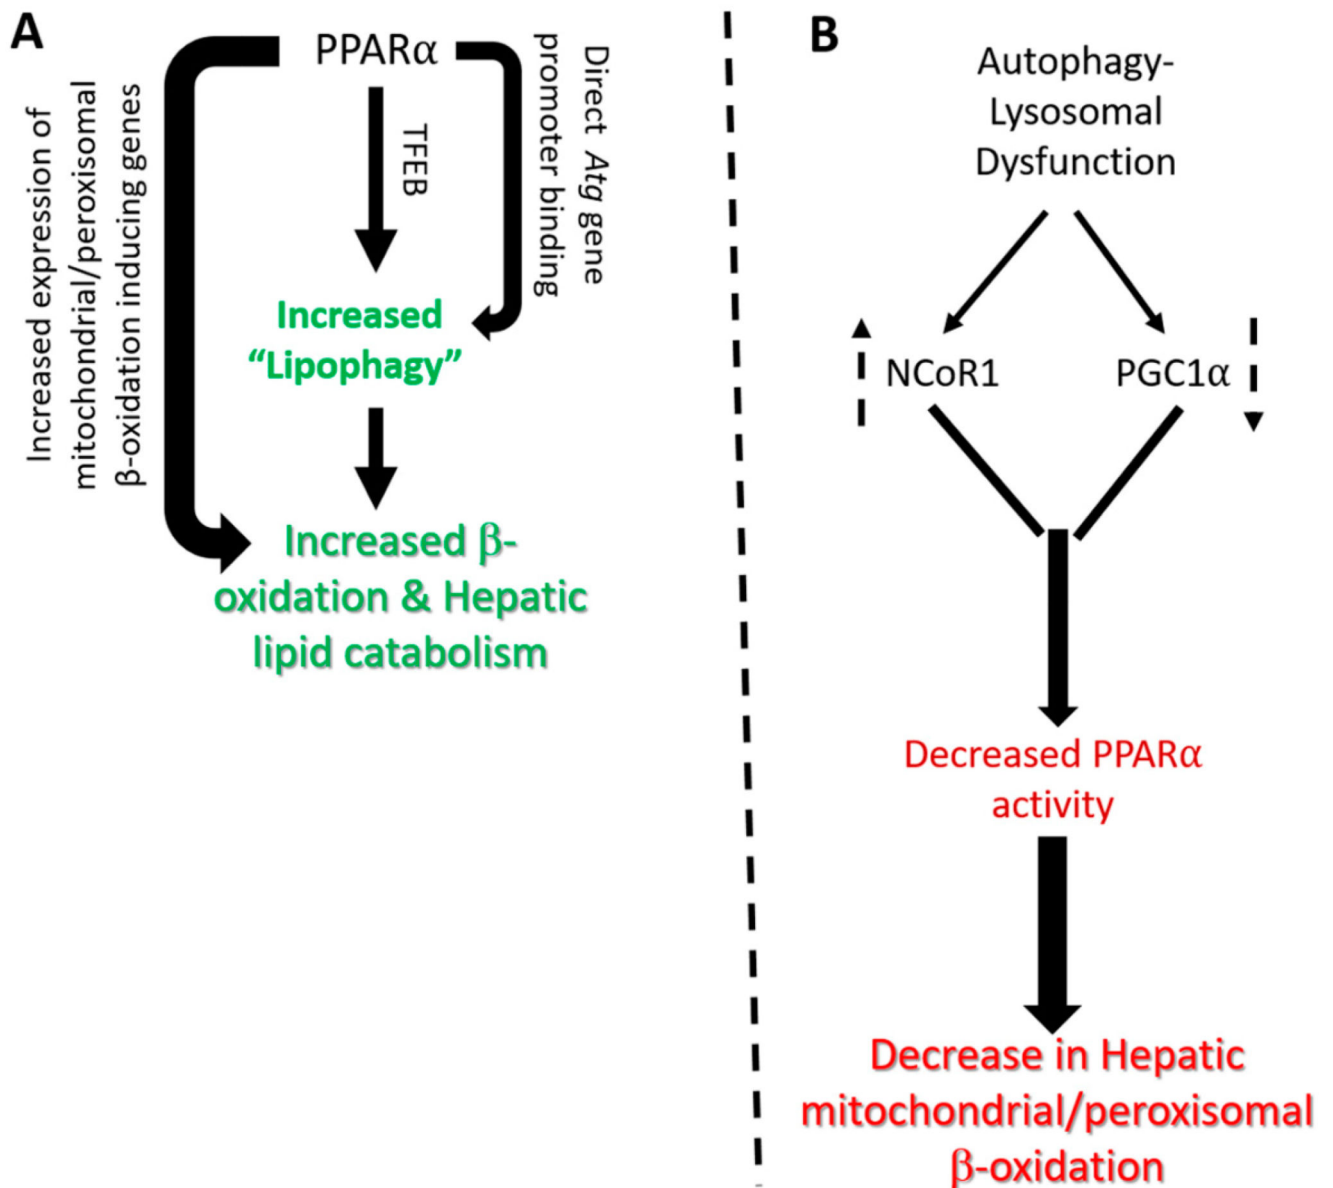 A
PPARα
Increased expression of
mitochondrial/peroxisomal
β-oxidation inducing genes
TFEB
Direct Atg gene
promoter binding
Increased
“Lipophagy”
Increased β-
oxidation & Hepatic
lipid catabolism
B
Autophagy-
Lysosomal
Dysfunction
NCoR1
PGC1α
Decreased PPARα
activity
Decrease in Hepatic
mitochondrial/peroxisomal
β-oxidation